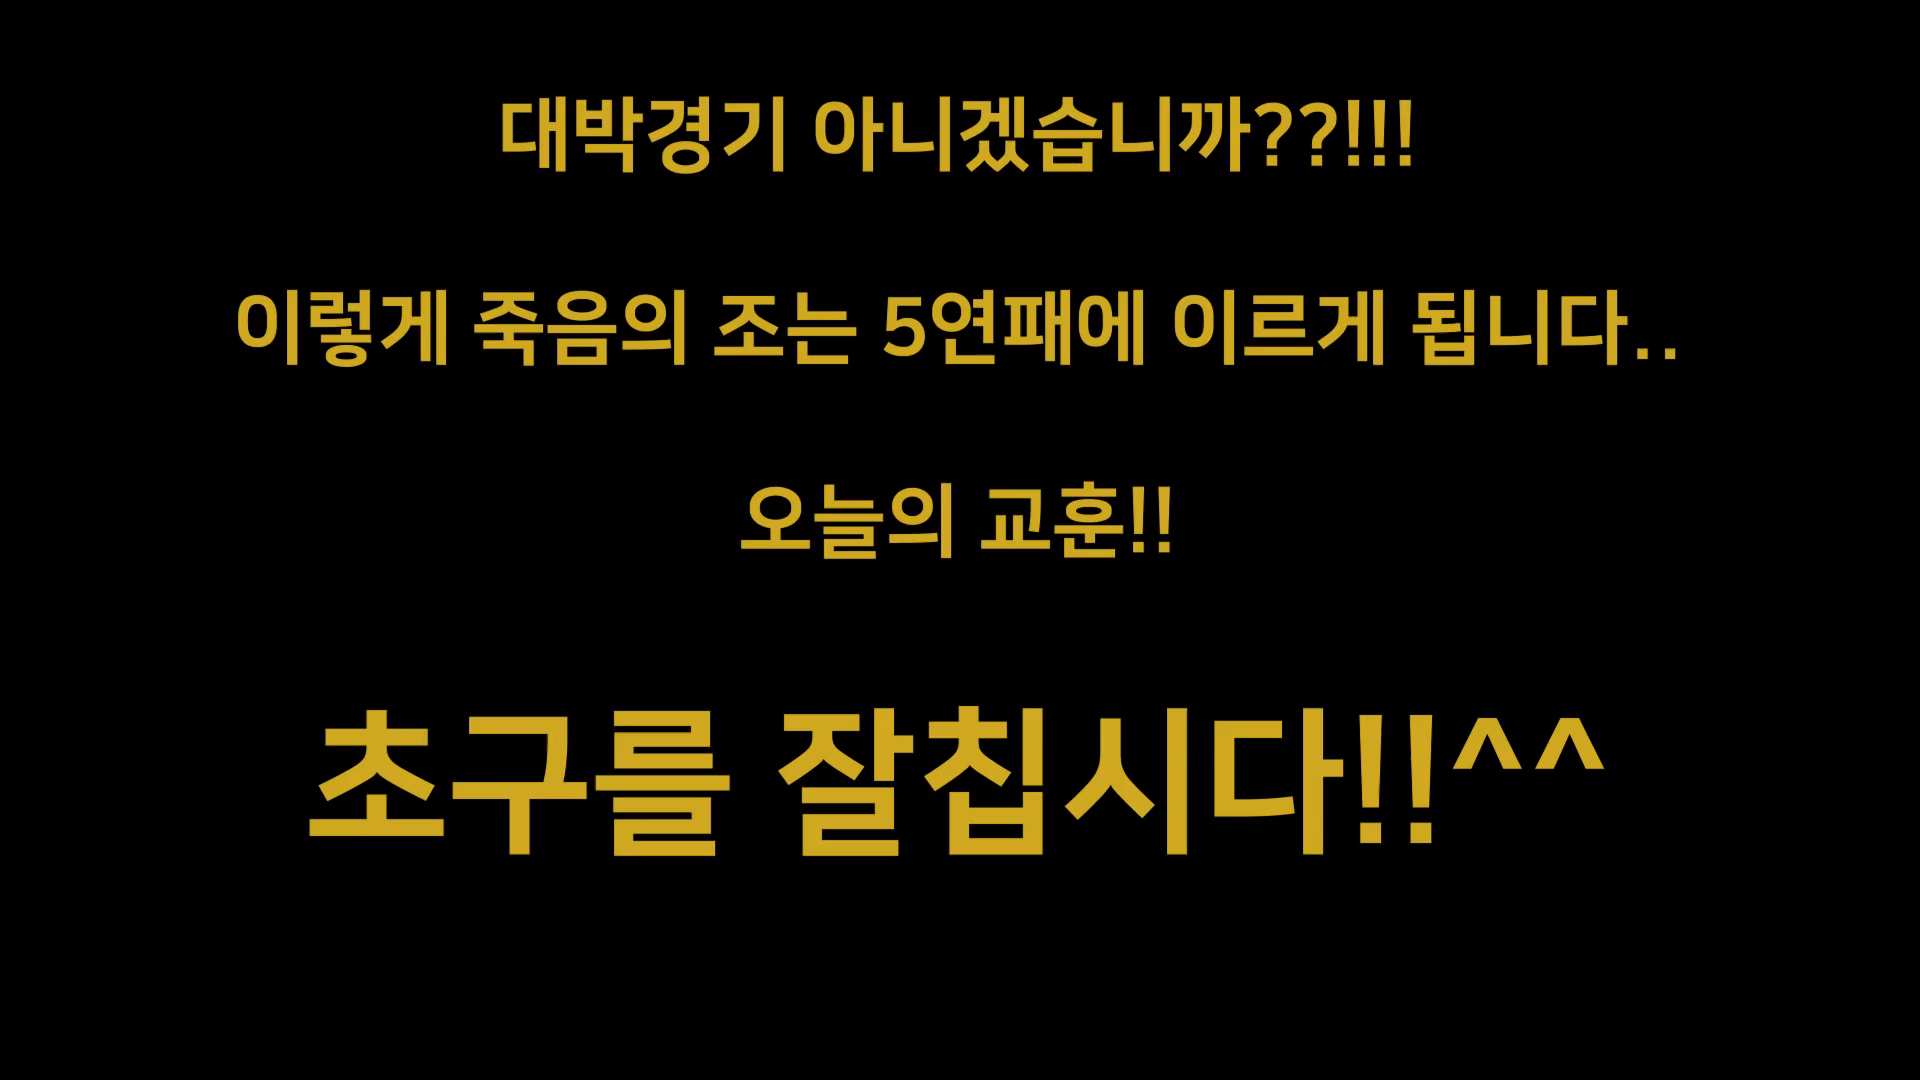 대박경기 아니겠습니까??!!!
이렇게 죽음의 조는 5연패에 이르게 됩니다..
오늘의 교훈!!
초구를 잘칩시다!!^^